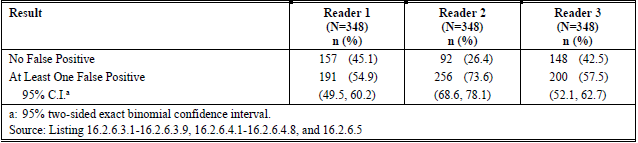 Result Reader 1 Reader 2 Reader 3
(N=348) (N=348) (N=348)
n (%) n (%) n (%)
No False Positive 157 (45.1) 92 (26.4) 148 (42.5)
At Least One False Positive 191 (54.9) 256 (73.6) 200 (57.5)
95% C.I.a (49.5, 60.2) (68.6, 78.1) (52.1, 62.7)
a: 95% two-sided exact binomial confidence interval.
Source: Listing 16.2.6.3.1-16.2.6.3.9, 16.2.6.4.1-16.2.6.4.8, and 16.2.6.5